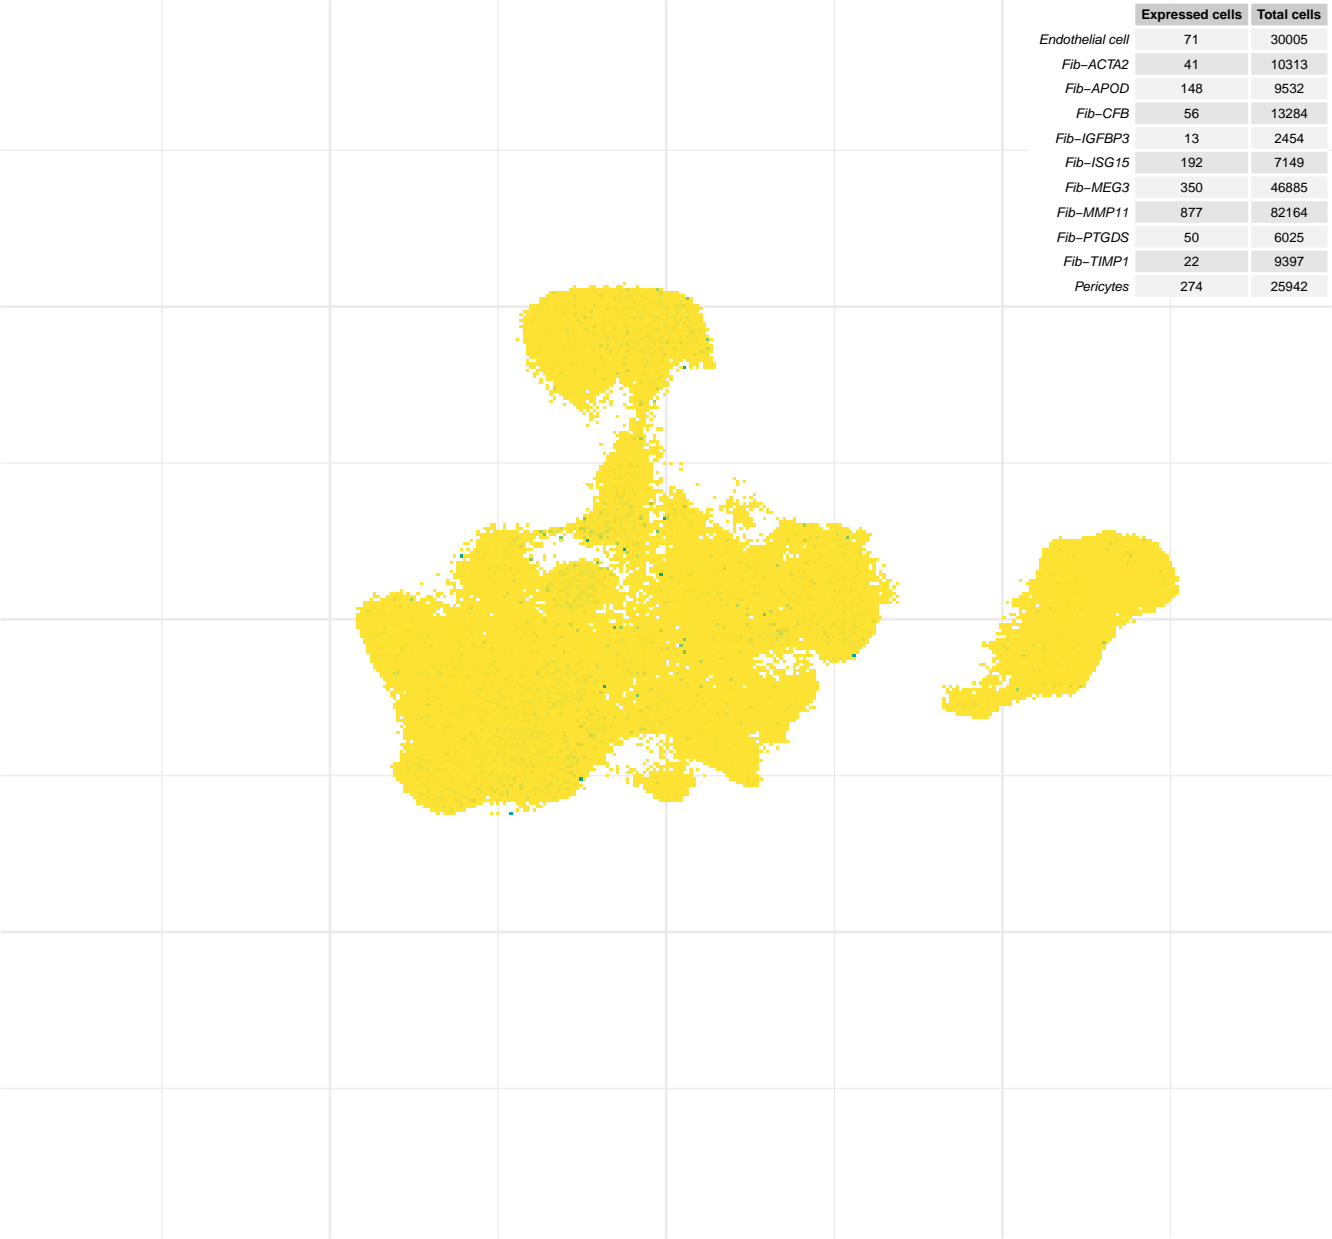 Expressed cells Total cells
Endothelial cell 71 30005
Fib−ACTA2 41 10313
Fib−APOD 148 9532
Fib−CFB 56 13284
Fib−IGFBP3 13 2454
Fib−ISG15 192 7149
Fib−MEG3 350 46885
Fib−MMP11 877 82164
Fib−PTGDS 50 6025
Fib−TIMP1 22 9397
Pericytes 274 25942